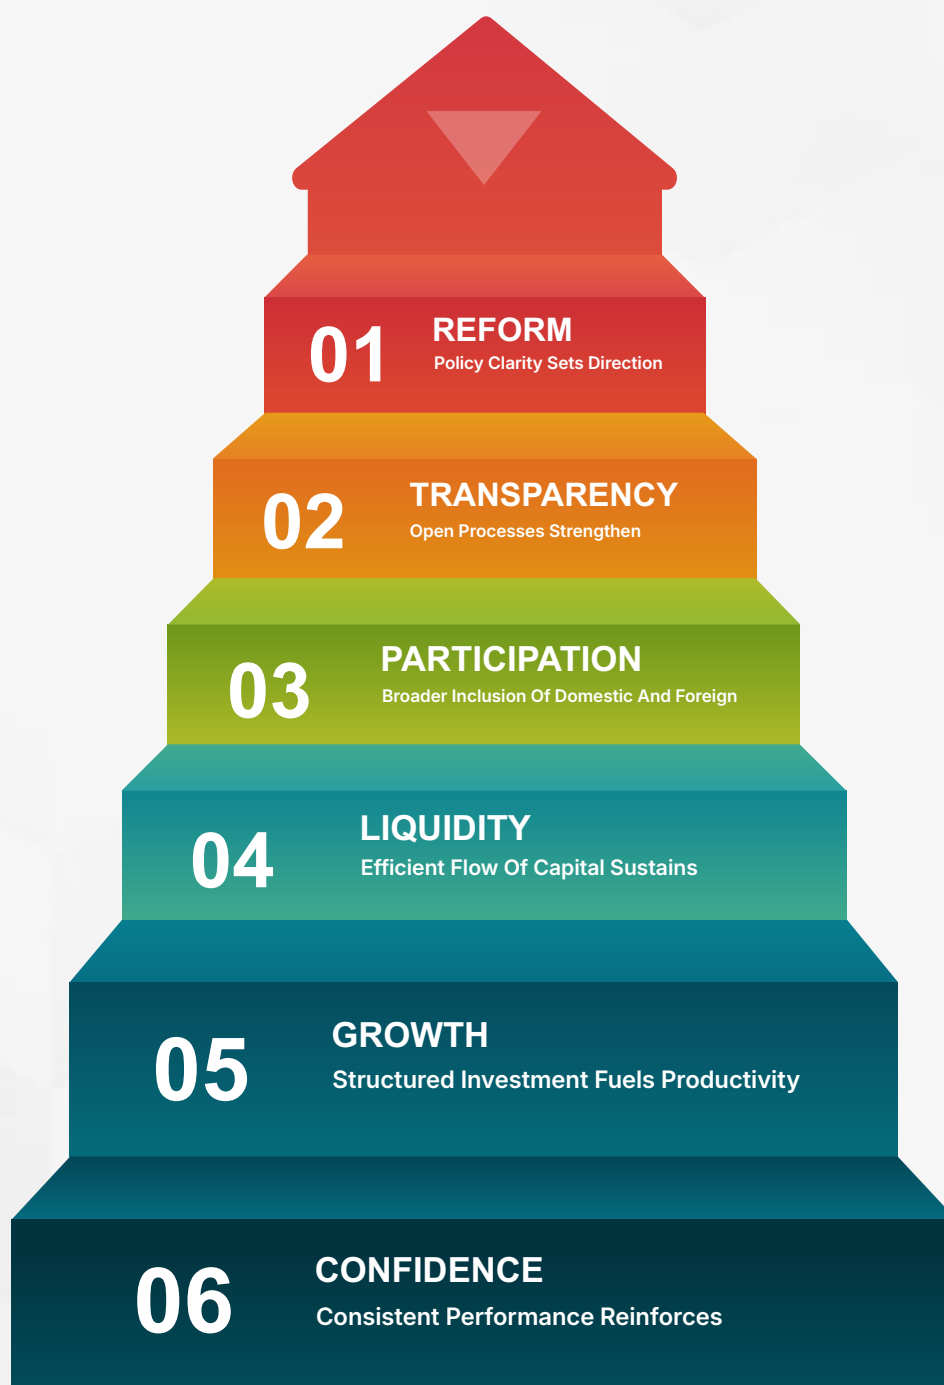 01
REFORM
Policy Clarity Sets Direction
02
TRANSPARENCY
Open Processes Strengthen
03
PARTICIPATION
Broader Inclusion Of Domestic And Foreign
04
LIQUIDITY
Efficient Flow Of Capital Sustains
05
GROWTH
Structured Investment Fuels Productivity
06
CONFIDENCE
Consistent Performance Reinforces